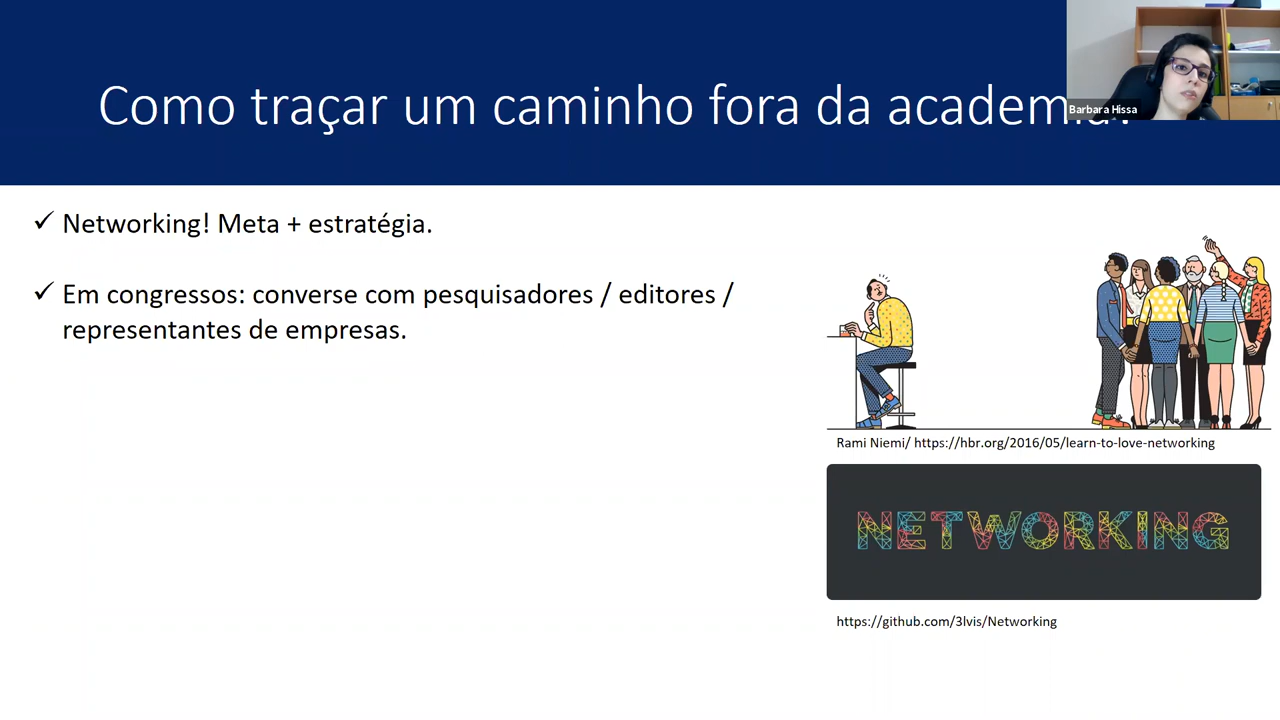 Como traçar um caminho fora da academia?
Barbara Hissa
✓ Networking! Meta + estratégia.
✓ Em congressos: converse com pesquisadores / editores /
representantes de empresas.
Rami Niemi/ https://hbr.org/2016/05/learn-to-love-networking
NETWORKING
https://github.com/3lvis/Networking